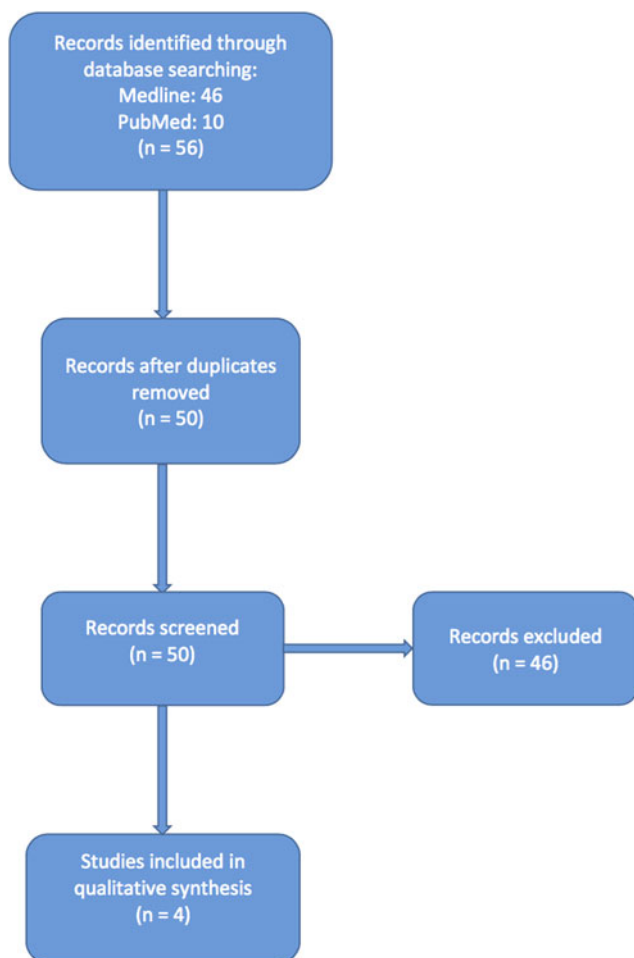 Records identified through
database searching:
Medline: 46
PubMed: 10
(n = 56)
Records after duplicates
removed
(n = 50)
Records screened
(n = 50)
Records excluded
(n = 46)
Studies included in
qualitative synthesis
(n = 4)